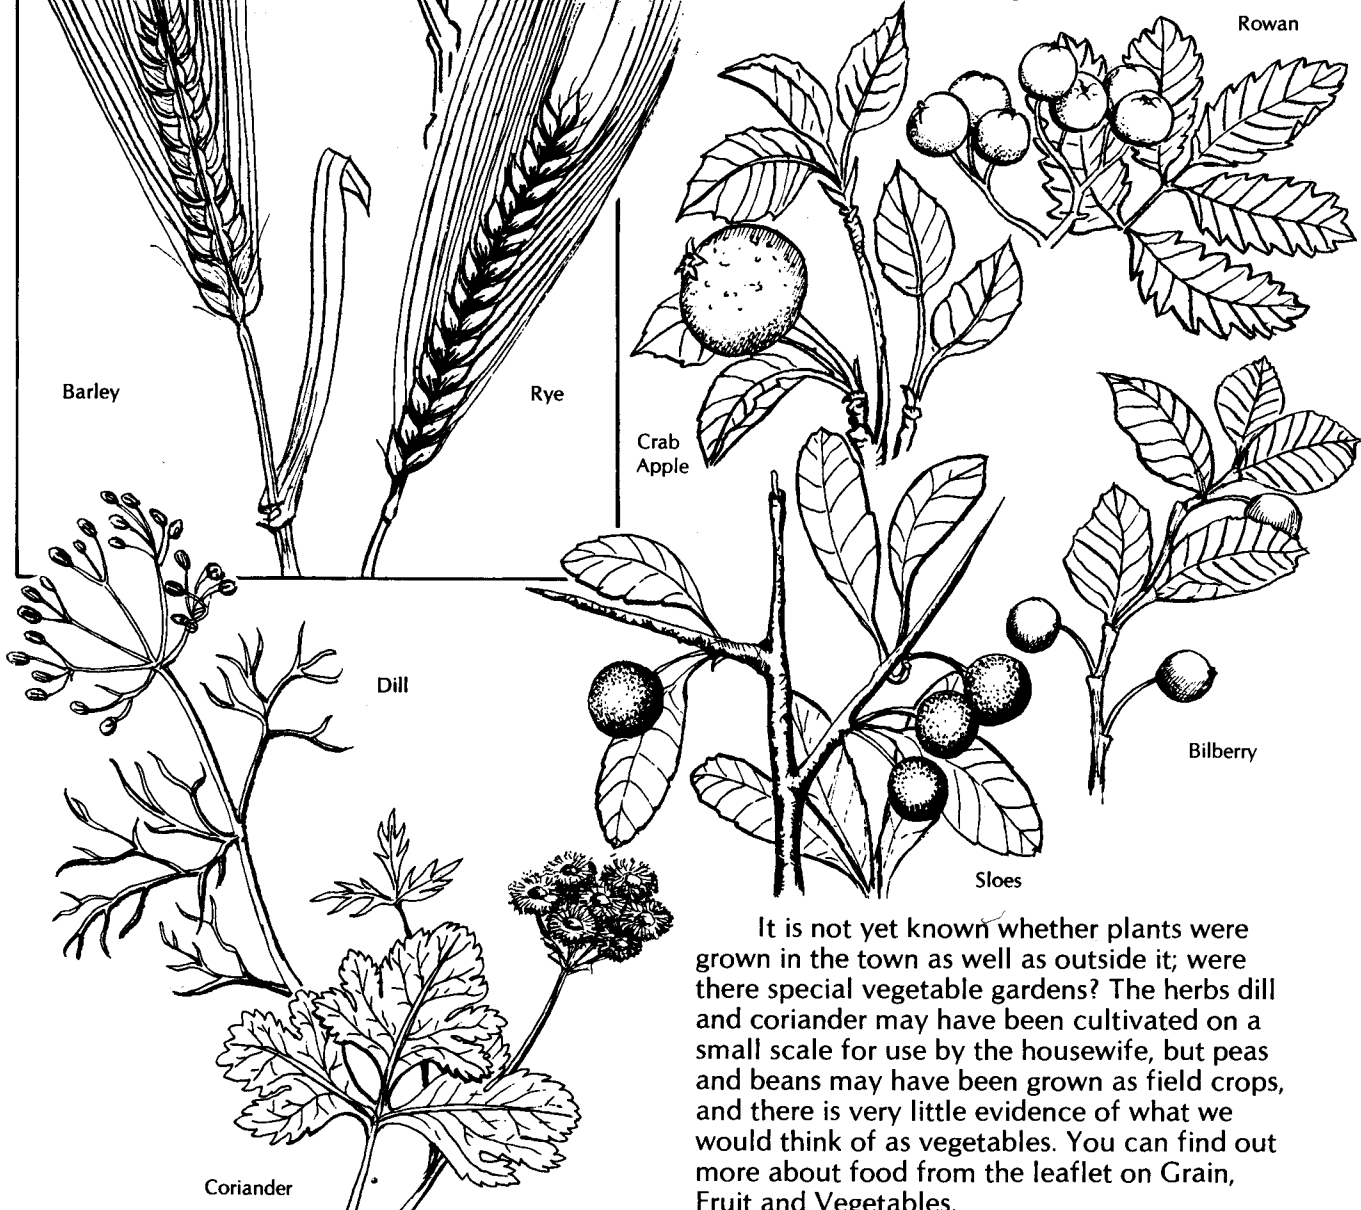 Rowan
Barley
Rye
Crab
Apple
Dill
Bilberry
Sloes
It is not yet known whether plants were
grown in the town as well as outside it; were
there special vegetable gardens? The herbs dill
and coriander may have been cultivated on a
small scale for use by the housewife, but peas
and beans may have been grown as field crops,
and there is very little evidence of what we
would think of as vegetables. You can find out
more about food from the leaflet on Grain,
Fruit and Vegetables.
Coriander